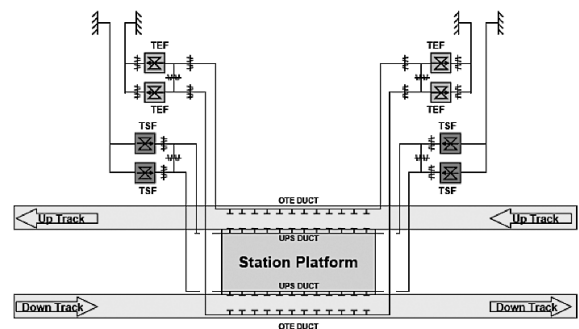 TEF TEF
TEF TEF
TSF TSF
TSF TSF
OTE DUCT
Up Track Up Track
UPS DUCT
Station Platform
UPS DUCT
Down Track Down Track
OTE DUCT